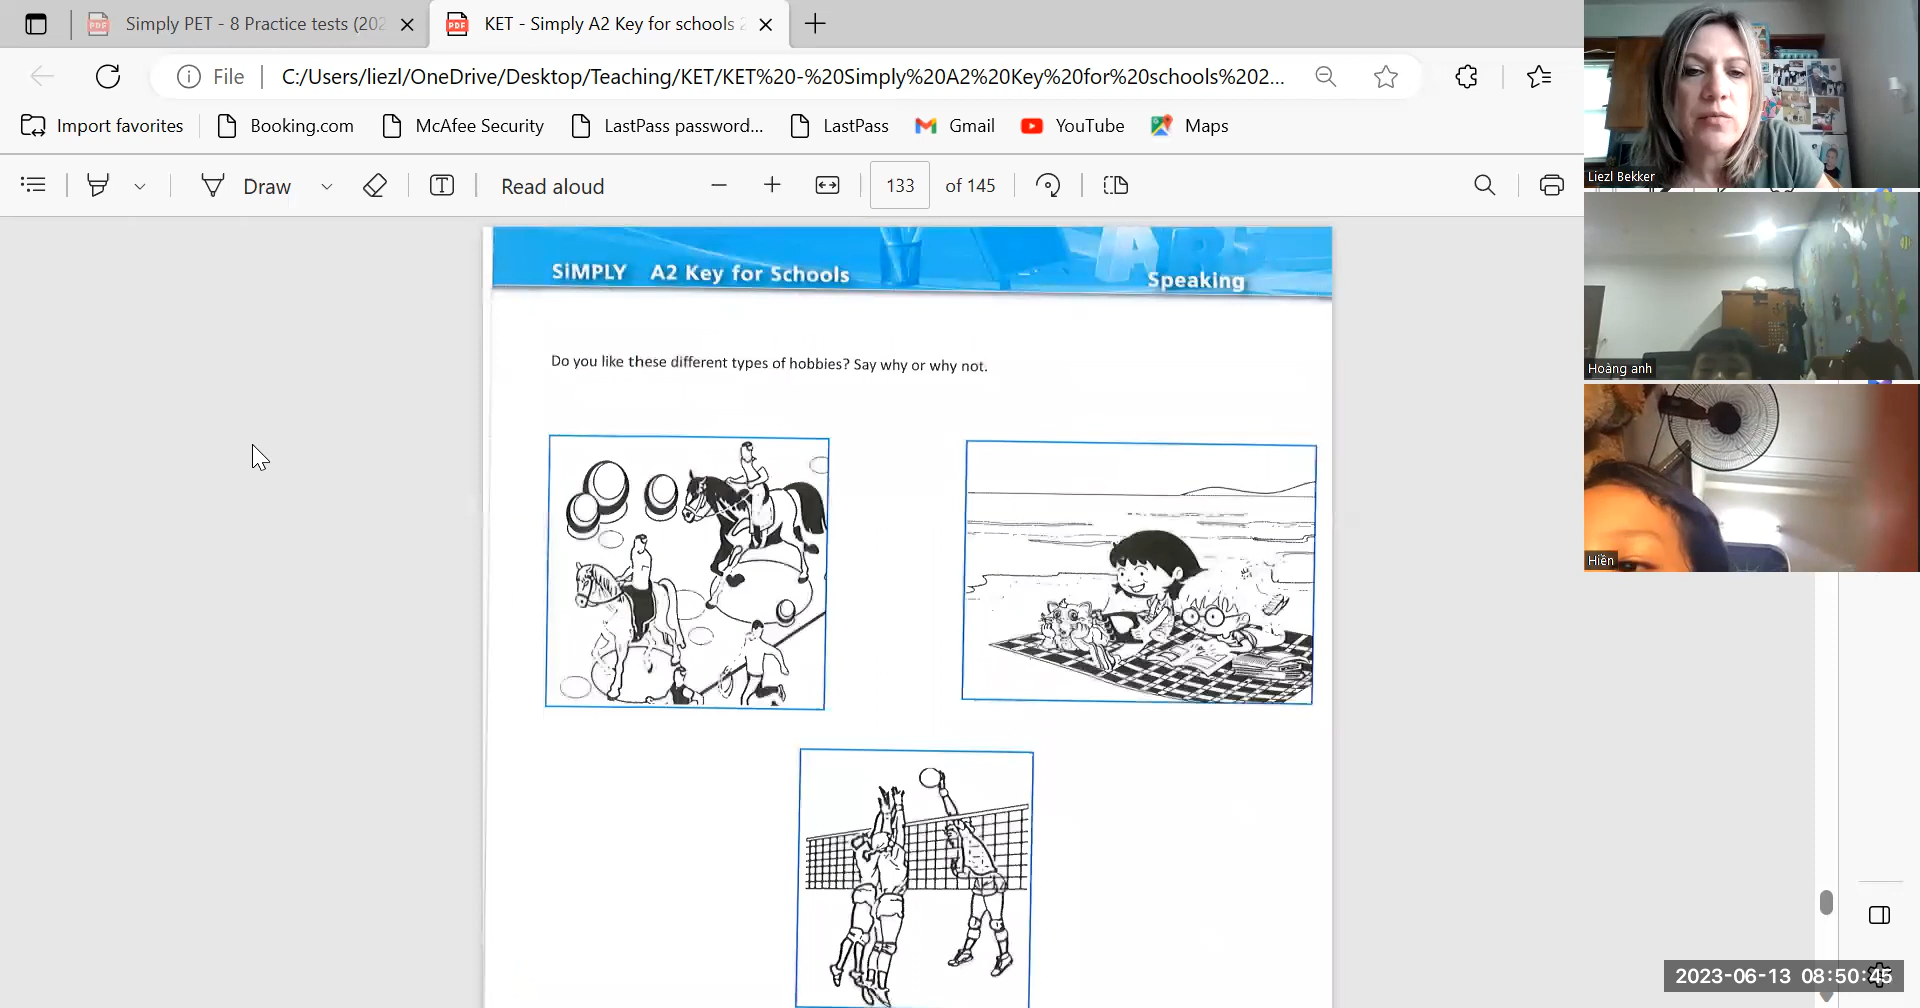 Simply PET - 8 Practice tests (202
KET - Simply A2 Key for schools 2
File
C:/Users/liezl/OneDrive/Desktop/Teaching/KET/KET%20-%20Simply%20A2%20Key%20for%20schools%202...
Import favorites
Booking.com
McAfee Security
LastPass password...
LastPass
Gmail
YouTube
Maps
Draw
Read aloud
133
of 145
SiMPLY A2 Key for Schools
Speaking
Do you like these different types of hobbies? Say why or why not.
Liezl Bekker
Hoàng anh
Hiền
2023-06-13 08:50:45